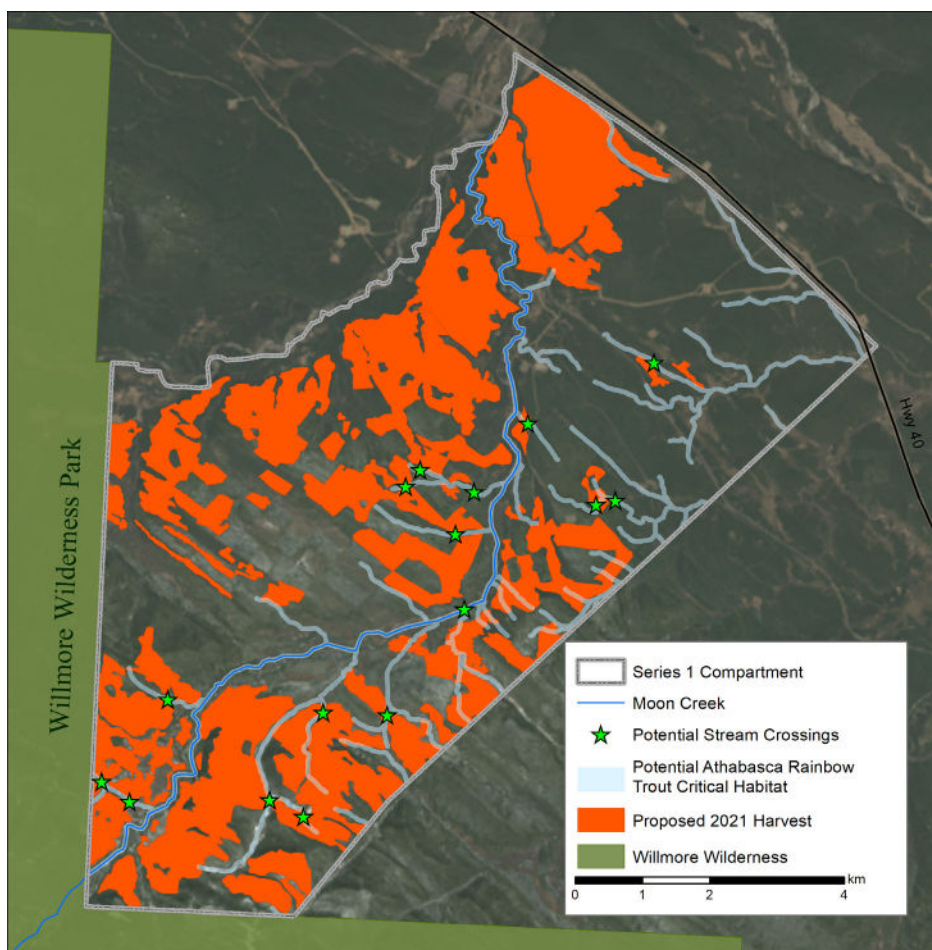 Hwy 40
Willmore Wilderness Park
Series 1 Compartment
Moon Creek
Potential Stream Crossings
Potential Athabasca Rainbow
Trout Critical Habitat
Proposed 2021 Harvest
Willmore Wilderness
km
0 1 2 4